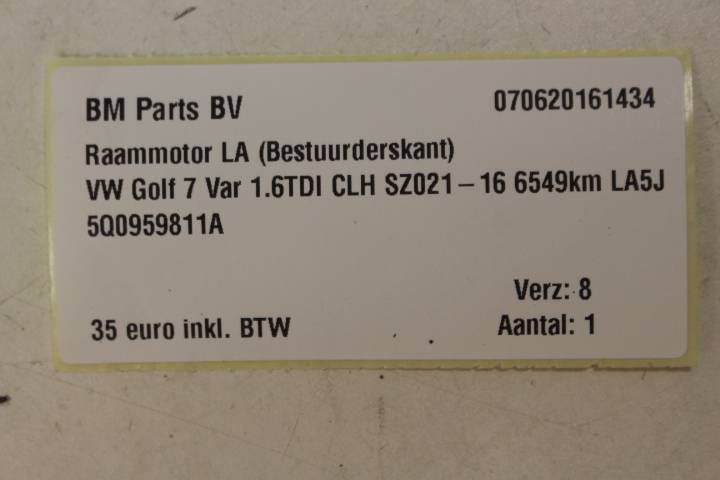 BM Parts BV 070620161434
Raammotor LA (Bestuurderskant)
VW Golf 7 Var 1.6TDI CLH SZ021-16 6549km LA5J
5Q0959811A
Verz: 8
35 euro inkl. BTW Aantal: 1